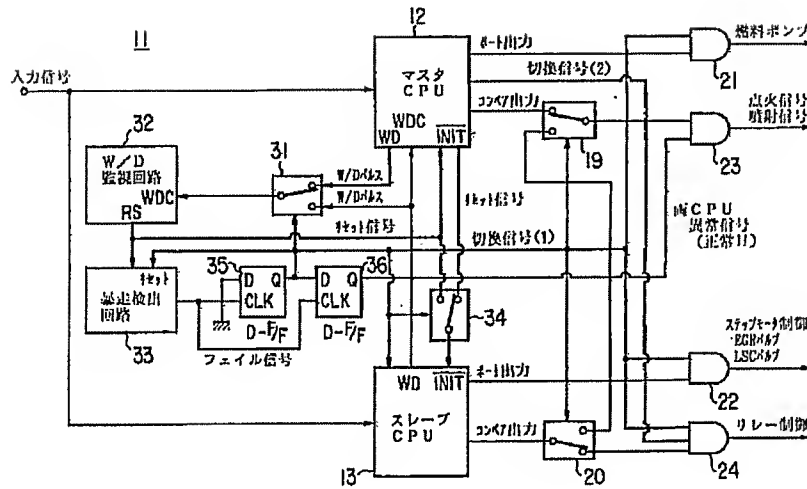 11
入力信号
12
マスタ
CPU
WDC
WD
INIT
ポート出力
切換信号(2)
コンペア出力
燃料ポンプ
21
点火信号
噴射信号
19
23
32
W/D
監視回路
WDC
RS
31
W/Dパルス
W/Dパルス
リセット信号
リセット信号
切換信号(1)
両CPU
異常信号
(正常H)
リセット
暴走検出
回路
33
35
D Q
CLK
D-F/F
36
D Q
CLK
D-F/F
フェイル信号
34
WD
INIT
スレーブ
CPU
13
ポート出力
コンペア出力
ステップモータ制御
EGRバルブ
LSCバルブ
22
リレー制御
20
24